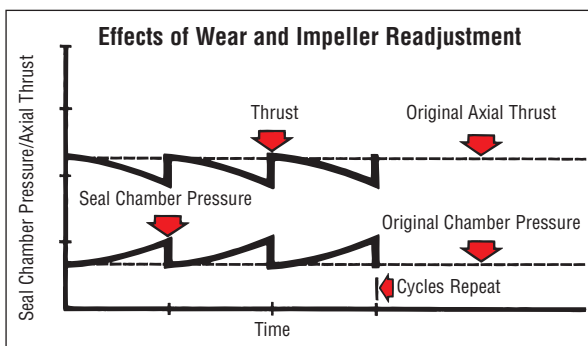 Effects of Wear and Impeller Readjustment
Seal Chamber Pressure/Axial Thrust
Thrust
Original Axial Thrust
Seal Chamber Pressure
Original Chamber Pressure
Cycles Repeat
Time